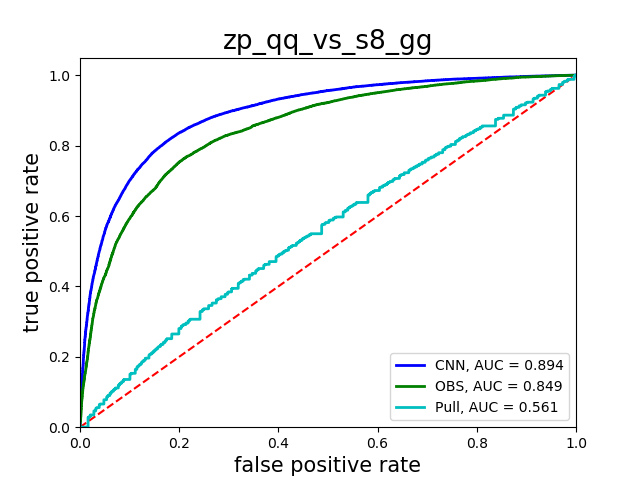 zp_qq_vs_s8_gg
true positive rate
1.0
0.8
0.6
0.4
0.2
0.0
CNN, AUC = 0.894
OBS, AUC = 0.849
Pull, AUC = 0.561
0.0 0.2 0.4 0.6 0.8 1.0
false positive rate